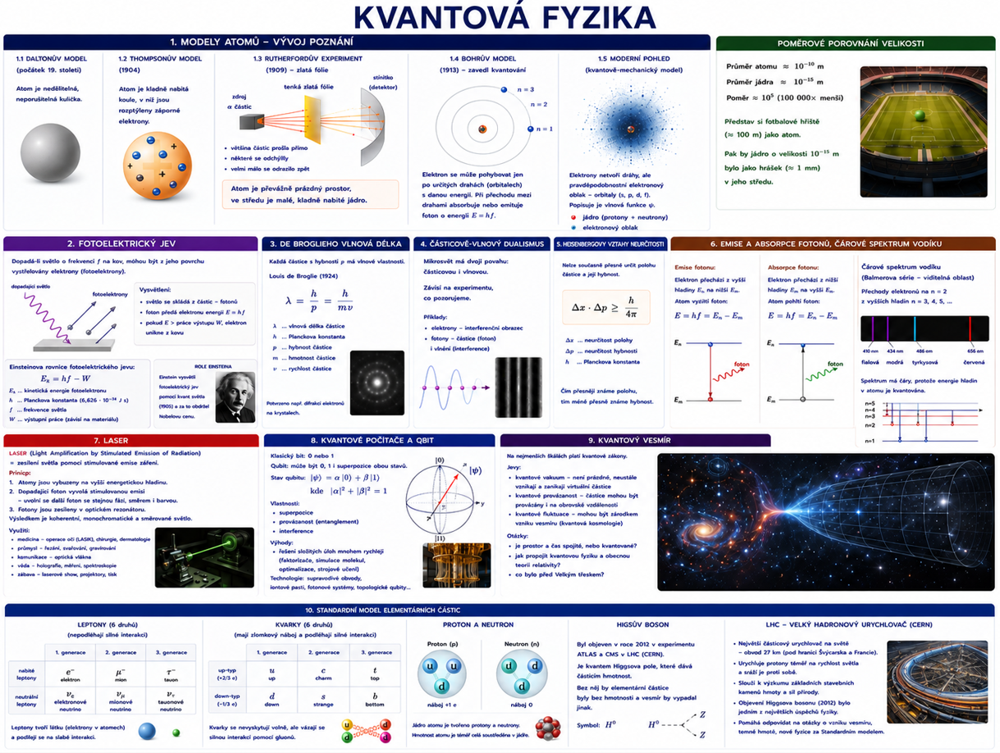 KVANTOVÁ FYZIKA
1. MODELY ATOMŮ – VÝVOJ POZNÁNÍ
1.1 DALTONŮV MODEL
(počátek 19. století)
Atom je nedělitelná,
neporušitelná kulička.
1.2 THOMPSONŮV MODEL
(1904)
Atom je kladně nabitá
koule, v níž jsou
rozptýleny záporné
elektrony.
1.3 RUTHERFORDŮV EXPERIMENT
(1909) – zlatá fólie
tenká zlatá fólie
stínítko
(detektor)
zdroj
α částic
• většina částic prošla přímo
• některé se odchýlily
• velmi málo se odrazilo zpět
Atom je převážně prázdný prostor,
ve středu je malé, kladně nabité jádro.
1.4 BOHRŮV MODEL
(1913) – zavedl kvantování
n = 3
n = 2
n = 1
Elektron se může pohybovat jen
po určitých drahách (orbitalech)
s danou energií. Při přechodu mezi
drahami absorbuje nebo emituje
foton o energii E = hf.
1.5 MODERNÍ POHLED
(kvantově-mechanický model)
Elektrony netvoří dráhy, ale
pravděpodobnostní elektronový
oblak – orbitaly (s, p, d, f).
Popisuje je vlnová funkce ψ.
jádro (protony + neutrony)
elektronový oblak
POMĚROVÉ POROVNÁNÍ VELIKOSTI
Průměr atomu ≈ 10⁻¹⁰ m
Průměr jádra ≈ 10⁻¹⁵ m
Poměr ≈ 10⁵ (100 000× menší)
Představ si fotbalové hřiště
(≈ 100 m) jako atom.
Pak by jádro o velikosti 10⁻¹⁵ m
bylo jako hrášek (≈ 1 mm)
v jeho středu.
2. FOTOELEKTRICKÝ JEV
Dopadá-li světlo o frekvenci f na kov, móhou být z jeho povrchu
vystřelovány elektrony (fotoelektrony).
dopadající světlo
fotoelektrony
Vysvětlení:
• světlo se skládá z částic – fotonů
• foton předá elektronu energii E = hf
• pokud E > práce výstupu W, elektron
unikne z kovu
Einsteinova rovnice fotoelektrického jevu:
Eₖ = hf − W
Eₖ ... kinetická energie fotoelektronu
h ... Planckova konstanta (6,626 · 10⁻³⁴ J s)
f ... frekvence světla
W ... výstupní práce (závisí na materiálu)
ROLE EINSTEINA
Einstein vysvětlil
fotoelektrický jev
pomocí kvant světla
(1905) a za to obdržel
Nobelovu cenu.
3. DE BROGLIEHO VLNOVÁ DÉLKA
Každá částice s hybností p má vlnové vlastnosti.
Louis de Broglie (1924)
λ = h/p = h/mv
λ ... vlnová délka částice
h ... Planckova konstanta
p ... hybnost částice
m ... hmotnost částice
v ... rychlost částice
Potvrzeno např. difrakcí elektronů
na krystalech.
4. ČÁSTICOVĚ-VLNOVÝ DUALISMUS
Mikrosvět má dvojí povahu:
částicovou i vlnovou.
Závisí na experimentu,
co pozorujeme.
Příklady:
• elektrony – interferenční obrazec
• fotony – částice (foton)
i vlnění (interference)
5. HEISENBERGOVY VZTAHY NEURČITOSTI
Nelze současně přesně určit polohu
částice a její hybnost.
Δx · Δp ≥ h/4π
Δx ... neurčitost polohy
Δp ... neurčitost hybnosti
h ... Planckova konstanta
Čím přesněji známe polohu,
tím méně přesně známe hybnost.
6. EMISE A ABSORPCE FOTONŮ, ČÁROVÉ SPEKTRUM VODÍKU
Emise fotonu:
Elektron přechází z vyšší
hladiny Eₙ na nižší Eₘ.
Atom vyzíří foton:
E = hf = Eₙ − Eₘ
Eₙ
foton
Eₘ
Absorpce fotonu:
Elektron přechází z nižší
hladiny Eₘ na vyšší Eₘ.
Atom pohltí foton:
E = hf = Eₙ − Eₘ
Eₙ
foton
Eₘ
Čárové spektrum vodíku
(Balmerova série – viditelná oblast)
Přechody elektronů na n = 2
z vyšších hladin n = 3, 4, 5, ...
410 nm 434 nm 486 nm 656 nm
fialová modrá tyrkysová červená
Spektrum má čáry, protože energie hladin
v atomu je kvantována.
n=5
n=4
n=3
n=2
n=1
7. LASER
LASER (Light Amplification by Stimulated Emission of Radiation)
= zesílení světla pomocí stimulované emise záření.
Prinicp:
1. Atomy jsou vybuzeny na vyšší energetickou hladinu.
2. Dopadající foton vyvolá stimulovanou emisi
– uvolní se další foton se stejnou fází, směrem i barvou.
3. Fotony jsou zesíleny v optickém rezonátoru.
Výsledkem je koherentní, monochromatické a směrované světlo.
Využití:
• medicína – operace očí (LASIK), chirurgie, dermatologie
• průmysl – řezání, svařování, gravírování
• komunikace – optická vlákna
• věda – holografie, měření, spektroskopie
• zábava – laserové show, projektory, tisk
8. KVANTOVÉ POČÍTAČE A QBIT
Klasický bit: 0 nebo 1
Qubit: může být 0, 1 i superpozice obou stavů.
Stav qubitu: |ψ⟩ = α |0⟩ + β |1⟩
kde |α|² + |β|² = 1
Vlastnosti:
• superpozice
• provázanost (entanglement)
• interference
Výhody:
• řešení složitých úloh mnohem rychleji
(faktorizače, simulace molekul,
optimalizace, strojové učení)
Technologie: supravodivé obvody,
iontové pasti, fotonové systémy, topologické qubity...
|0⟩
|ψ⟩
y
|11⟩
9. KVANTOVÝ VESMÍR
Na nejmenších škálách platí kvantové zákony.
Jevy:
• kvantové vakuum – není prázdné, neustále
vznikají a zanikají virtuální částice
• kvantové provázanost – částice mohou být
provázány i na obrovské vzdálenosti
• kvantové fluktuace – mohou být zárodkem
vzniku vesmíru (kvantová kosmologie)
Otázky:
• je prostor a čas spojité, nebo kvantované?
• jak propojit kvantovou fyziku a obecnou
teorii relativity?
• co bylo před Velkým třeskem?
10. STANDARDNÍ MODEL ELEMENTÁRNÍCH ČÁSTIC
LEPTONY (6 druhů)
(nepodléhají silné interakci)
1. generace 2. generace 3. generace
nabité leptony
e⁻ elektron
μ⁻ mion
τ⁻ tauon
neutrální leptony
νₑ elektronové neutrino
ν_μ mionové neutrino
ν_τ tauonové neutrino
Leptony tvoří látku (elektrony v atomech)
a podílejí se na slabé interakci.
KVARKY (6 druhů)
(mají zlomkový náboj a podléhají silné interakci)
1. generace 2. generace 3. generace
up-typ (+2/3 e)
u up
c charm
t top
down-typ (−1/3 e)
d down
s strange
b bottom
Kvarky se nevyskytují volně, ale vázají se
silnou interakcí pomocí gluonů.
u d
d d
PROTON A NEUTRON
Proton (p)
u u
d
náboj +1 e
Neutron (n)
u d
d
náboj 0
Jádro atomu je tvořeno protony a neutrony.
Hmotnost atomu je téměř celá soustředěna v jádře.
HIGSŮV BOSON
Byl objeven v roce 2012 v experimentu
ATLAS a CMS v LHC (CERN).
Je kvantem Higgsova pole, které dává
částicím hmotnost.
Bez něj by elementární částice
byly bez hmotnosti a vesmír by vypadal
jinak.
Symbol: H⁰
H⁰
Z
Z
LHC – VELKÝ HADRONOVÝ URYCHLOVAČ (CERN)
• Největší částicový urychlovač na světě
– obvod 27 km (pod hranicí Švýcarska a Francie).
• Urychluje protony téměř na rychlost světla
a sráží je proti sobě.
• Slouží k výzkumu základních stavebních
kamenů hmoty a sil přírody.
• Objevení Higgsova bosonu (2012) bylo
jedním z největších úspěchů fyziky.
• Pomáhá odpovídat na otázky o vzniku vesmíru,
temné hmotě, nové fyzice za Standardním modelem.